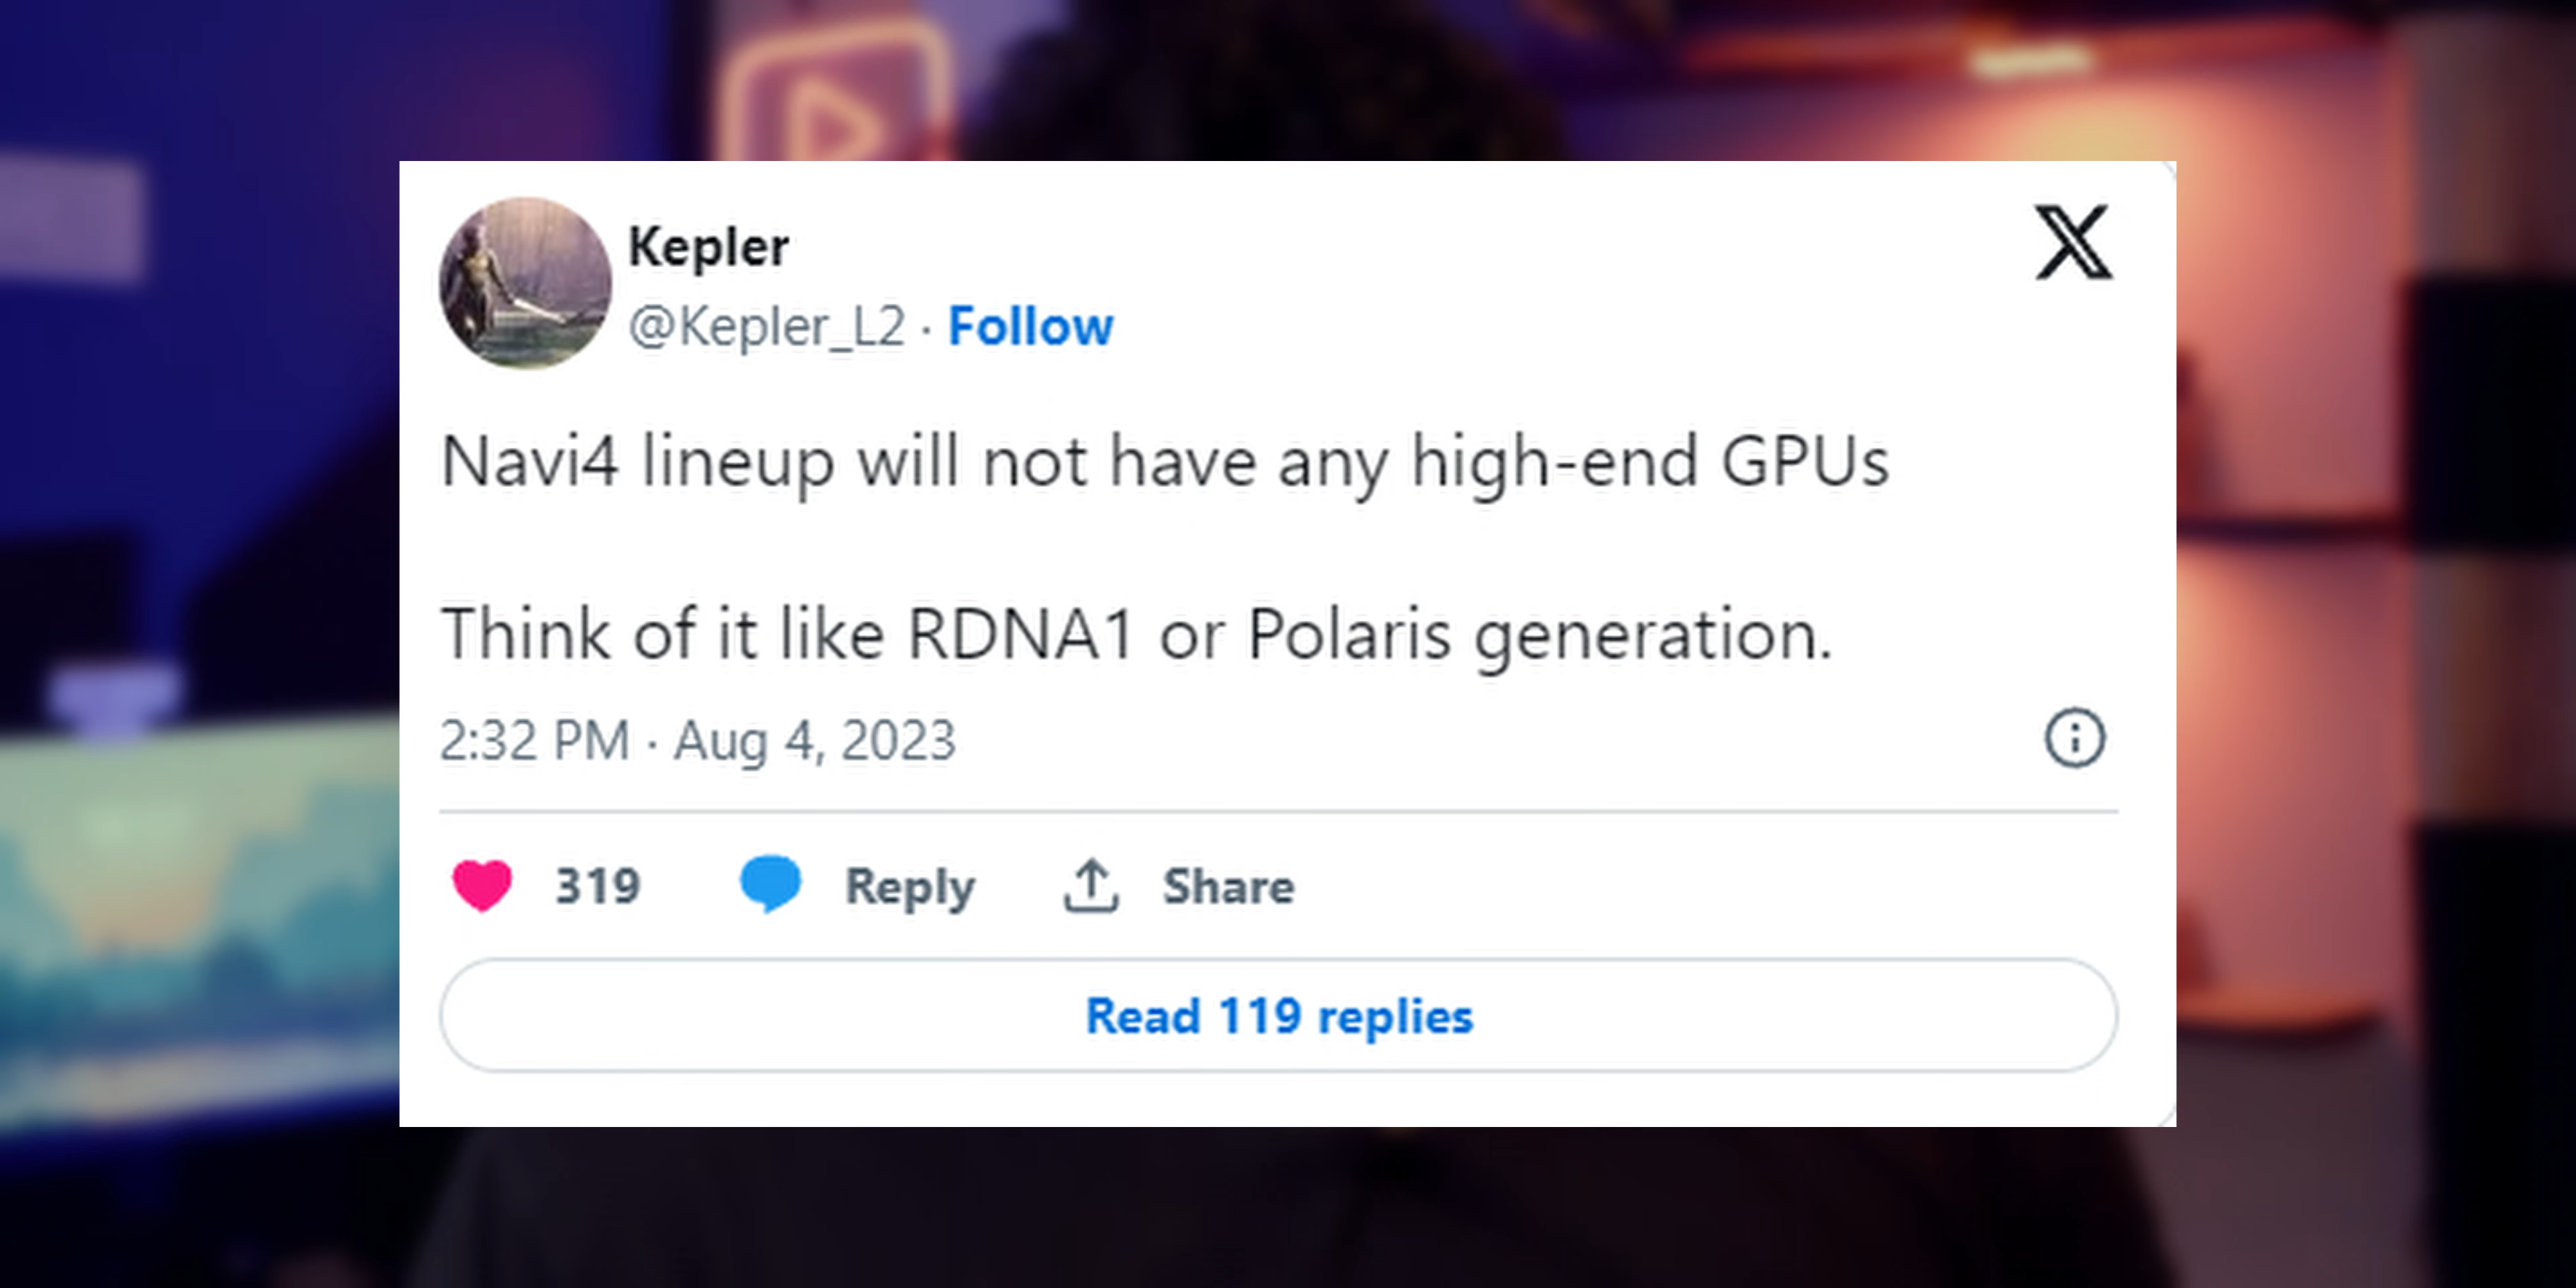 Kepler
@Kepler_L2 · Follow
Navi4 lineup will not have any high-end GPUs
Think of it like RDNA1 or Polaris generation.
2:32 PM · Aug 4, 2023
319 Reply Share
Read 119 replies